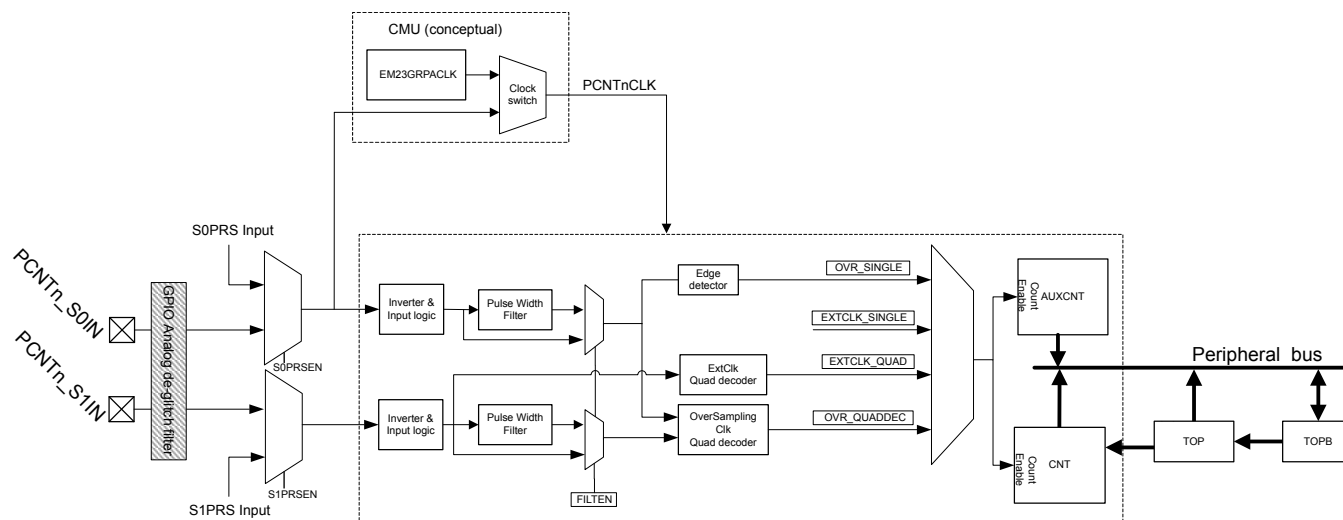 CMU (conceptual)
EM23GRPACLK
Clock
switch
PCNTnCLK
S0PRS Input
PCNTn_S0IN
PCNTn_S1IN
GPIO Analog de-glitch filter
S0PRSEN
S1PRSEN
S1PRS Input
Inverter &
Input logic
Pulse Width
Filter
Edge
detector
OVR_SINGLE
EXTCLK_SINGLE
ExtClk
Quad decoder
EXTCLK_QUAD
Inverter &
Input logic
Pulse Width
Filter
OverSampling
Clk
Quad decoder
OVR_QUADDEC
FILTEN
Count
Enable
AUXCNT
Peripheral bus
Count
Enable
CNT
TOP
TOPB